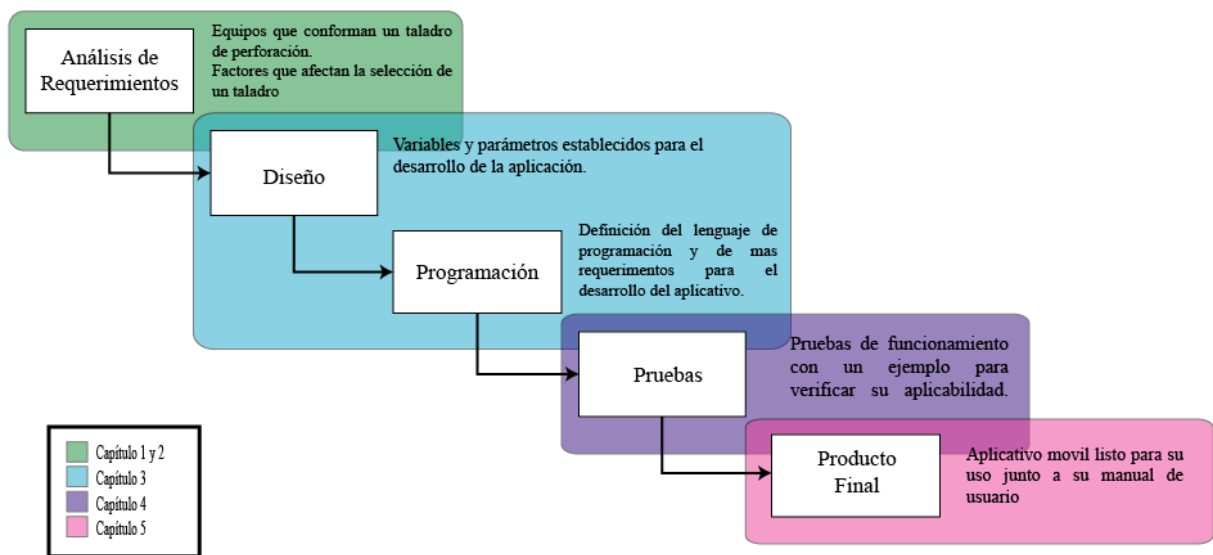 Análisis de
Requerimientos
Equipos que conforman un taladro
de perforación.
Factores que afectan la selección de
un taladro
Diseño
Variables y parámetros establecidos para el
desarrollo de la aplicación.
Programación
Definición del lenguaje de
programación y de mas
requerimientos para el
desarrollo del aplicativo.
Pruebas
Pruebas de funcionamiento
con un ejemplo para
verificar su aplicabilidad.
Producto
Final
Aplicativo movil listo para su
uso junto a su manual de
usuario
Capítulo 1 y 2
Capítulo 3
Capítulo 4
Capítulo 5